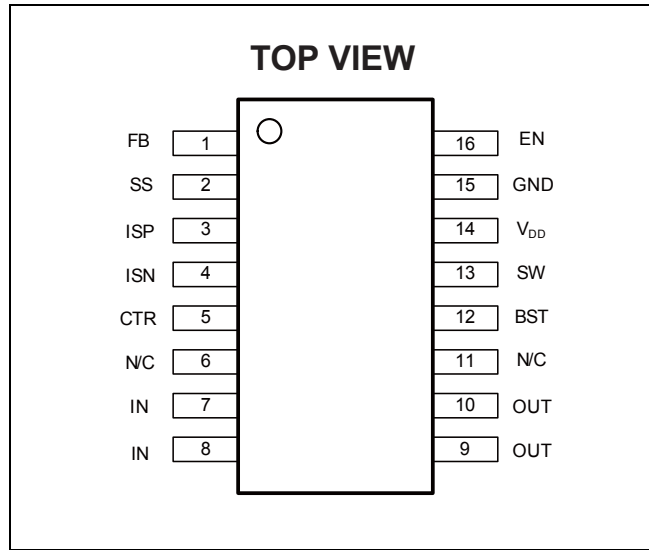 TOP VIEW
FB 1 16 EN
SS 2 15 GND
ISP 3 14 VDD
ISN 4 13 SW
CTR 5 12 BST
N/C 6 11 N/C
IN 7 10 OUT
IN 8 9 OUT